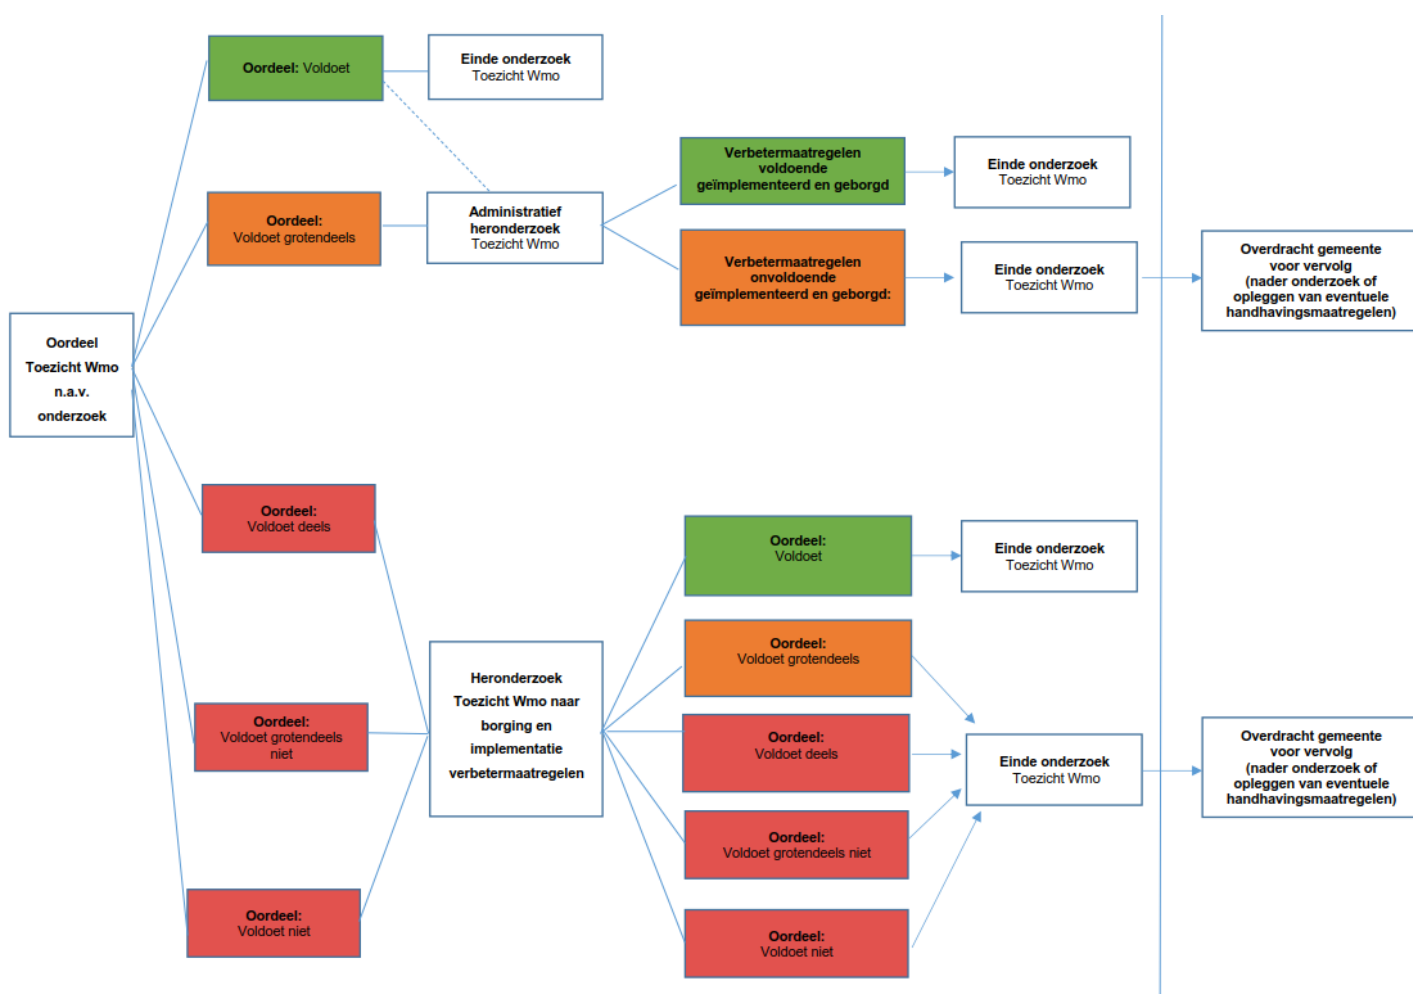 Oordeel: Voldoet
Einde onderzoek
Toezicht Wmo
Oordeel:
Voldoet grotendeels
Administratief
heronderzoek
Toezicht Wmo
Verbetermaatregelen
voldoende
geïmplementeerd en geborgd
Einde onderzoek
Toezicht Wmo
Verbetermaatregelen
onvoldoende
geïmplementeerd en geborgd:
Einde onderzoek
Toezicht Wmo
Overdracht gemeente
voor vervolg
(nader onderzoek of
opleggen van eventuele
handhavingsmaatregelen)
Oordeel
Toezicht Wmo
n.a.v.
onderzoek
Oordeel:
Voldoet deels
Oordeel:
Voldoet grotendeels
niet
Oordeel:
Voldoet niet
Heronderzoek
Toezicht Wmo naar
borging en
implementatie
verbetermaatregelen
Oordeel:
Voldoet
Einde onderzoek
Toezicht Wmo
Oordeel:
Voldoet grotendeels
Oordeel:
Voldoet deels
Oordeel:
Voldoet grotendeels niet
Oordeel:
Voldoet niet
Einde onderzoek
Toezicht Wmo
Overdracht gemeente
voor vervolg
(nader onderzoek of
opleggen van eventuele
handhavingsmaatregelen)